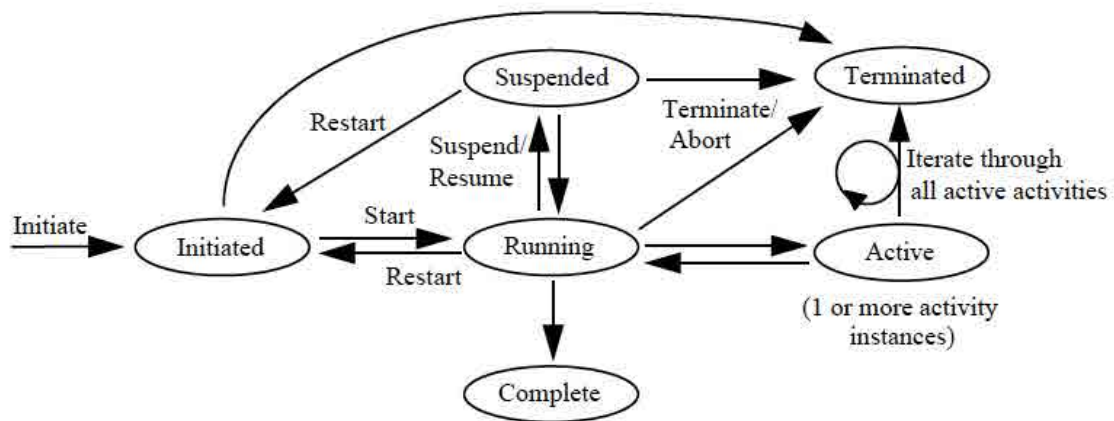 Suspended
Terminated
Restart
Terminate/
Abort
Suspend/
Resume
Iterate through
all active activities
Initiate
Initiated
Start
Restart
Running
Active
(1 or more activity
instances)
Complete